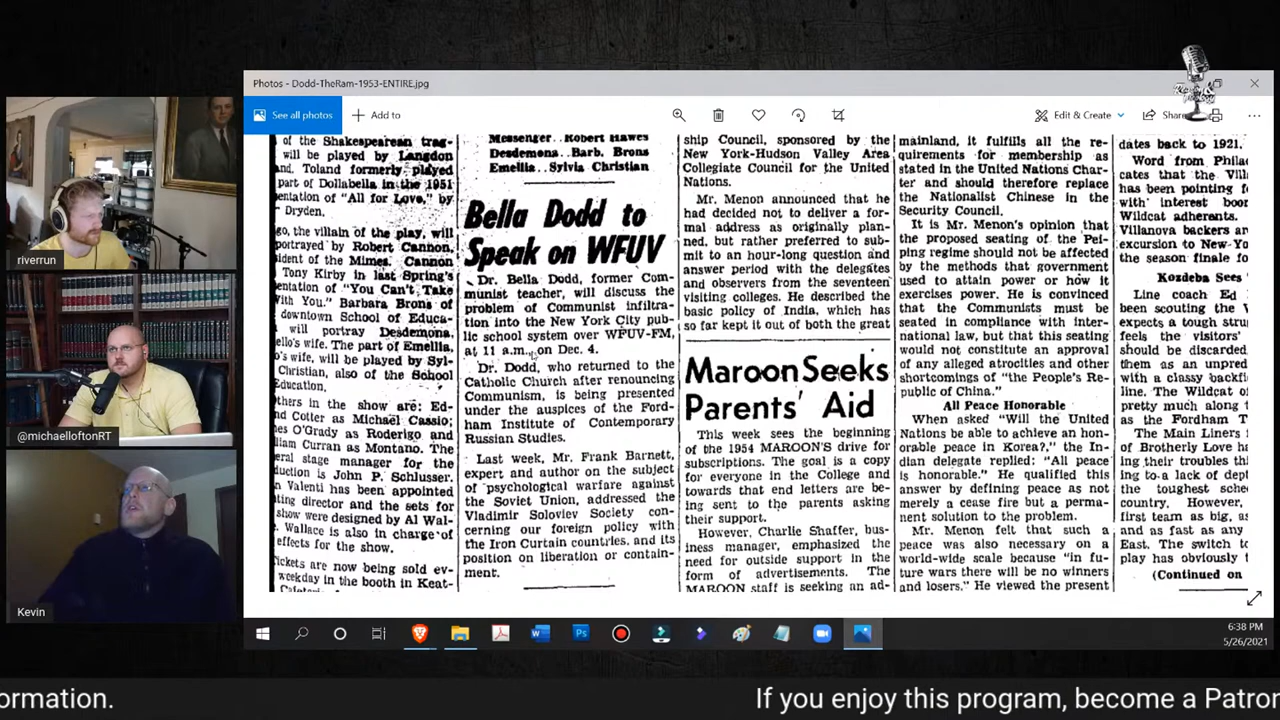 Photos - Dodd-TheRam-1953-ENTIRE.jpg
See all photos
Add to
Edit & Create
riverrun
@michaelloftonRT
Kevin
of the Shakespearean trag-
will be played by Langdon
and, Toland formerly played
part of Dollabella in the 1951
entation of "All for Love," by
Dryden.
go, the villain of the play, will
portrayed by Robert Cannon,
ident of the Mimes. Cannon
Tony Kirby in last Spring's
entation of "You Can't Take
With You." Barbara Brons of
downtown School of Educa-
will portray Desdemona,
ello's wife. The part of Emellia,
o's wife, will be played by Syl-
Christian, also of the School
Education.
thers in the show are: Ed-
nd Cotter as Michael Cassio;
es O'Grady as Roderigo and
liam Curran as Montano. The
eral stage manager for the
duction is John P. Schlusser.
n Valenti has been appointed
ting director and the sets for
show were designed by Al Wal-
Wallace is also in charge of
effects for the show.
ickets are now being sold ev-
weekday in the booth in Keat-
Messenger..Robert Hawes
Desdemona..Barb. Brons
Emellia..Sylvia Christian
Bella Dodd to
Speak on WFUV
Dr. Bella Dodd, former Com-
munist teacher, will discuss the
problem of Communist infiltra-
tion into the New York City pub-
lic school system over WPUV-FM,
at 11 a.m., on Dec. 4.
Dr. Dodd, who returned to the
Catholic Church after renouncing
Communism, is being presented
under the auspices of the Ford-
ham Institute of Contemporary
Russian Studies.
Last week, Mr. Frank Barnett,
expert and author on the subject
of psychological warfare against
the Soviet Union, addressed the
Vladimir Soloviev Society con-
cerning our foreign policy with
the Iron Curtain countries, and its
position on liberation or contain-
ment.
ship Council, sponsored by the
New York-Hudson Valley Area
Collegiate Council for the United
Nations.
Mr. Menon announced that he
had decided not to deliver a for-
mal address as originally plan-
ned, but rather preferred to sub-
mit to an hour-long question and
answer period with the delegates
and observers from the seventeen
visiting colleges. He described the
basic policy of India, which has
so far kept it out of both the great
Maroon Seeks
Parents' Aid
This week sees the beginning
of the 1954 MAROON'S drive for
subscriptions. The goal is a copy
for everyone in the College and
towards that end letters are be-
ing sent to the parents asking
their support.
However, Charlie Shaffer, bus-
iness manager, emphasized the
need for outside support in the
form of advertisements. The
MAROON staff is seeking an ad-
mainland, it fulfills all the re-
quirements for membership as
stated in the United Nations Char-
ter and should therefore replace
the Nationalist Chinese in the
Security Council.
It is Mr. Menon's opinion that
the proposed seating of the Pei-
ping regime should not be affected
by the methods that government
used to attain power or how it
exercises power. He is convinced
that the Communists must be
seated in compliance with inter-
national law, but that this seating
would not constitute an approval
of any alleged atrocities and other
shortcomings of "the People's Re-
public of China."
All Peace Honorable
When asked "Will the United
Nations be able to achieve an hon-
orable peace in Korea?," the In-
dian delegate replied: "All peace
is honorable." He qualified this
answer by defining peace as not
merely a cease fire but a perma-
nent solution to the problem.
Mr. Menon felt that such a
peace was also necessary on a
world-wide scale because "in fu-
ture wars there will be no winners
and losers." He viewed the present
dates back to 1921.
Word from Phila
cates that the Vill
has been pointing f
with interest
Wildcat adherents.
Villanova backers
excursion to New Yo
the season finale fo
Kozdeba Sees
Line coach Ed
been scouting the
expects a tough stru
feels the visitors'
should be discarded
them as an unpred
with a classy backfi
line. The Wildcat
pretty much along
as the Fordham T
The Main Liners
of Brotherly Love
ing their troubles th
ing to a lack of dep
the toughest sche
country. However,
first team as big, a
and as fast as any
East. The switch to
play has obviously
(Continued on
6:38 PM
5/26/2021
ormation.
If you enjoy this program, become a Patro